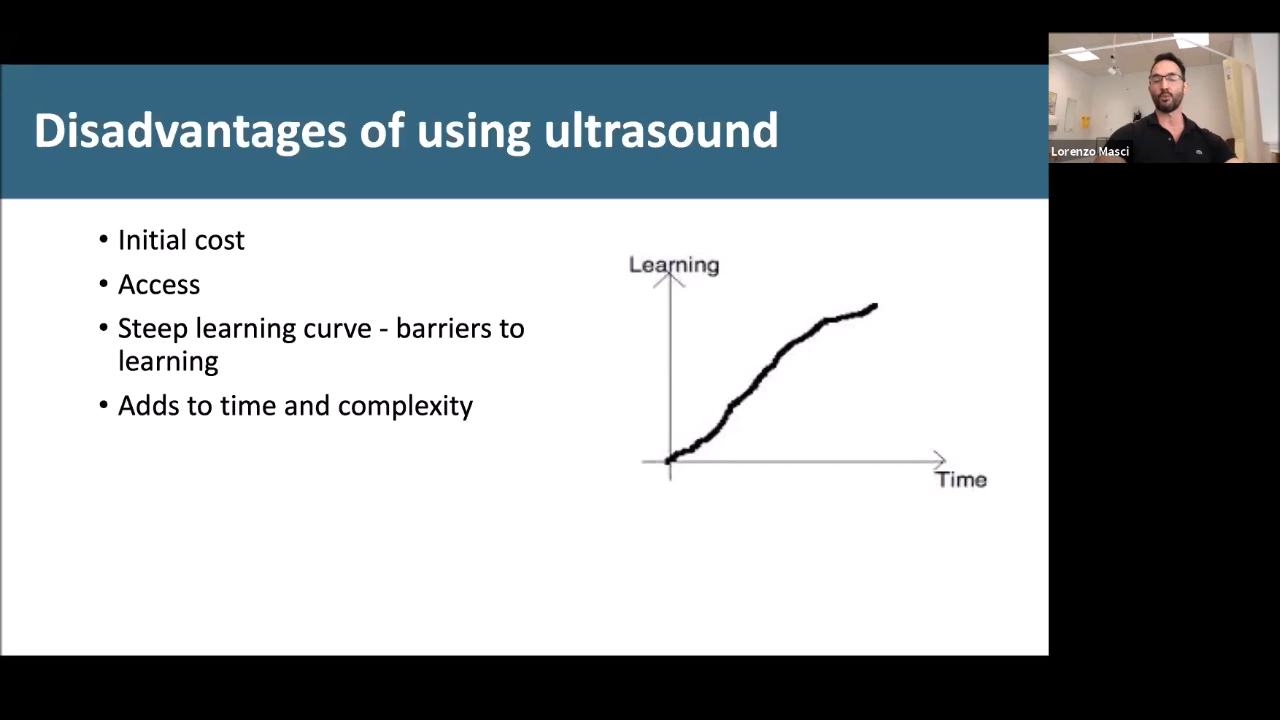 Disadvantages of using ultrasound
• Initial cost
• Access
• Steep learning curve - barriers to
learning
• Adds to time and complexity
Learning
Time
Lorenzo Masci